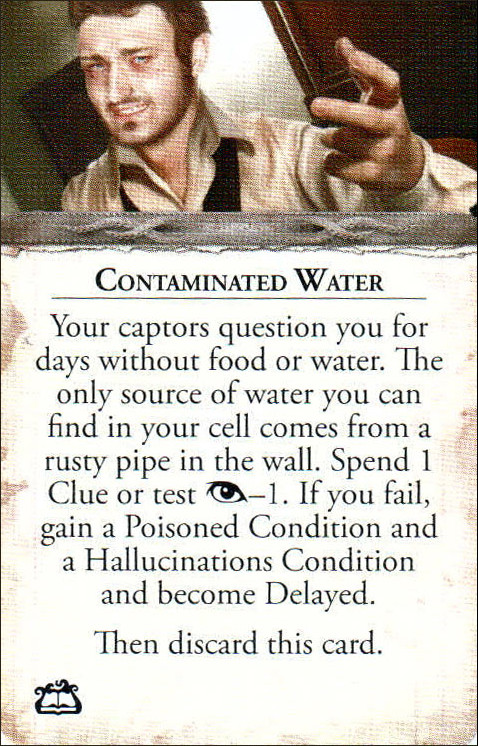 CONTAMINATED WATER
Your captors question you for
days without food or water. The
only source of water you can
find in your cell comes from a
rusty pipe in the wall. Spend 1
Clue or test –1. If you fail,
gain a Poisoned Condition and
a Hallucinations Condition
and become Delayed.
Then discard this card.